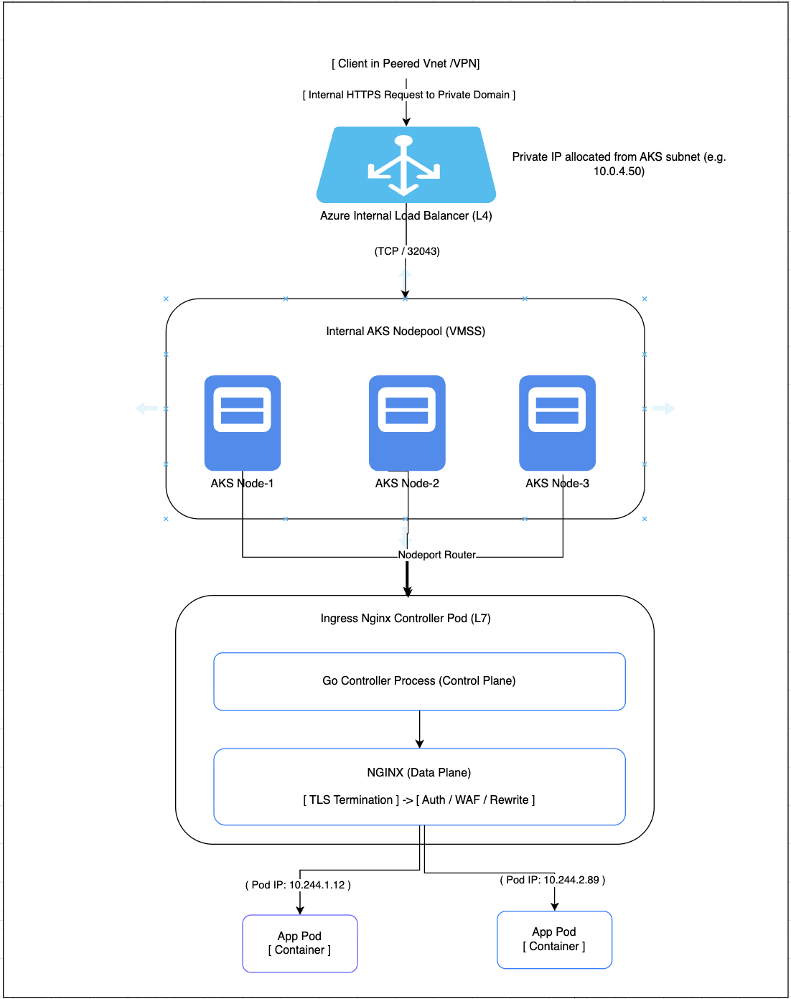 [ Client in Peered Vnet /VPN]
[ Internal HTTPS Request to Private Domain ]
Private IP allocated from AKS subnet (e.g.
10.0.4.50)
Azure Internal Load Balancer (L4)
(TCP / 32043)
Internal AKS Nodepool (VMSS)
AKS Node-1
AKS Node-2
AKS Node-3
Nodeport Router
Ingress Nginx Controller Pod (L7)
Go Controller Process (Control Plane)
NGINX (Data Plane)
[ TLS Termination ] -> [ Auth / WAF / Rewrite ]
( Pod IP: 10.244.1.12 )
( Pod IP: 10.244.2.89 )
App Pod
[ Container ]
App Pod
[ Container ]